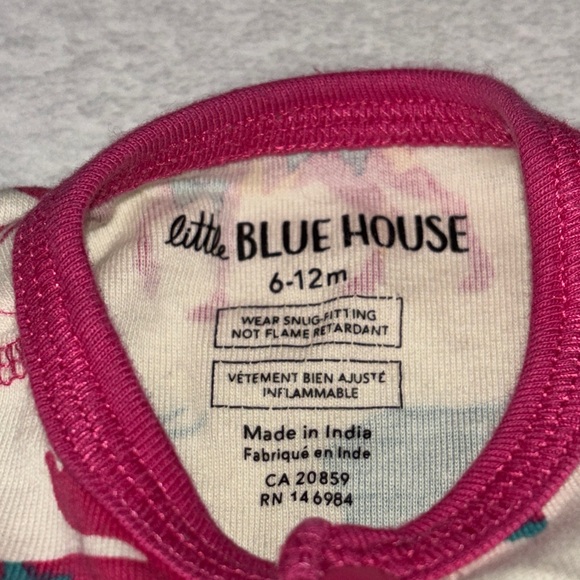 little BLUE HOUSE
6-12m
WEAR SNUG-FITTING
NOT FLAME RETARDANT
VÊTEMENT BIEN AJUSTÉ
INFLAMMABLE
Made in India
Fabriqué en Inde
CA 20859
RN 146984